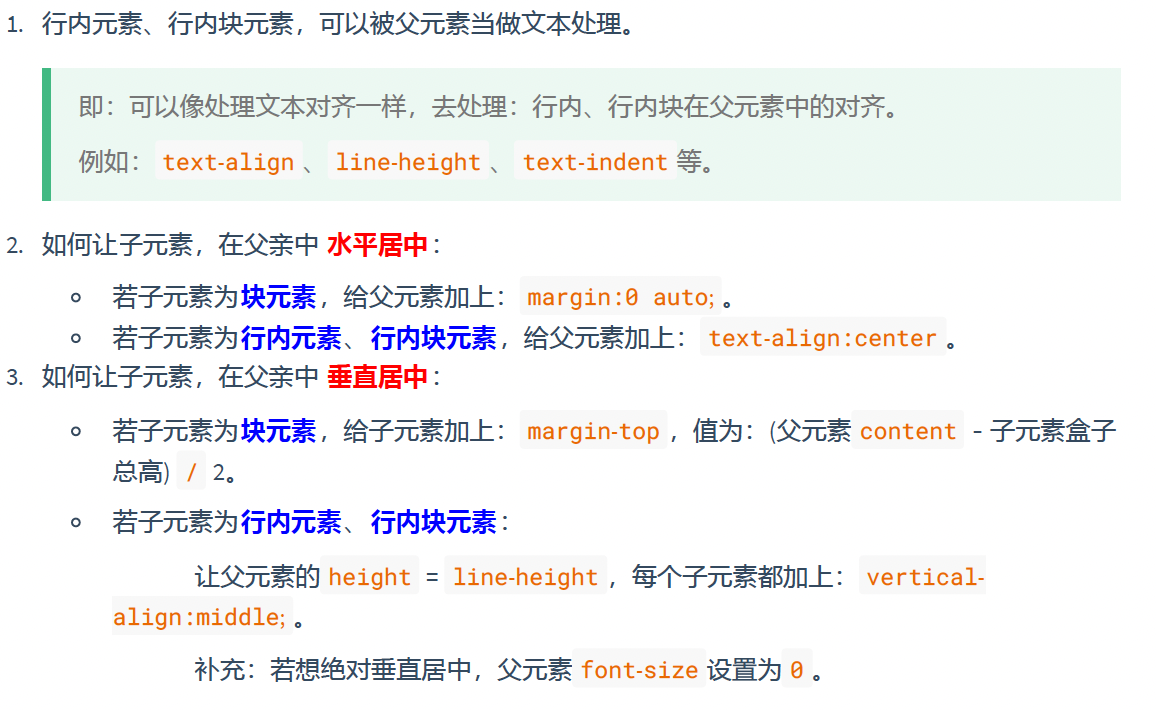 1. 行内元素、行内块元素，可以被父元素当做文本处理。
即：可以像处理文本对齐一样，去处理：行内、行内块在父元素中的对齐。
例如：text-align、line-height、text-indent等。
2. 如何让子元素，在父亲中 水平居中：
若子元素为块元素，给父元素加上：margin:0 auto;。
若子元素为行内元素、行内块元素，给父元素加上：text-align:center。
3. 如何让子元素，在父亲中 垂直居中：
若子元素为块元素，给子元素加上：margin-top，值为：(父元素 content - 子元素盒子
总高) / 2。
若子元素为行内元素、行内块元素：
让父元素的 height = line-height，每个子元素都加上：vertical-
align:middle;。
补充：若想绝对垂直居中，父元素 font-size 设置为 0 。